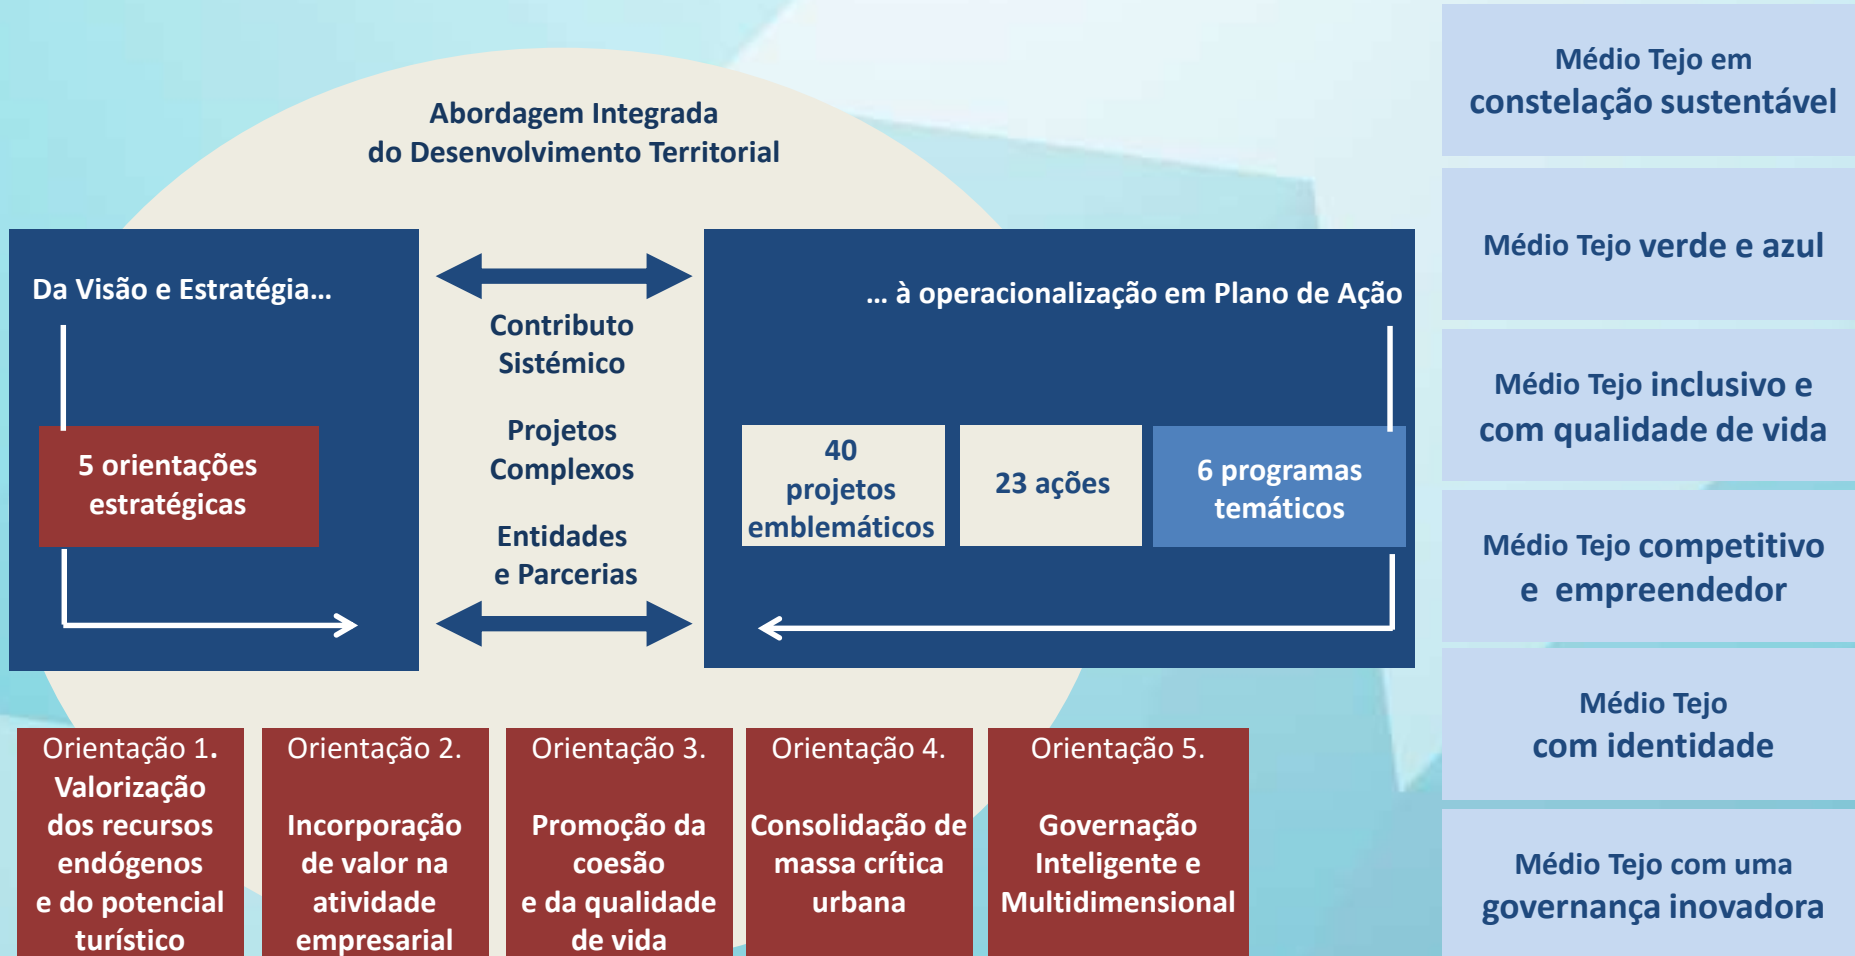 Abordagem Integrada
do Desenvolvimento Territorial
Da Visão e Estratégia...
5 orientações
estratégicas
Contributo
Sistémico
Projetos
Complexos
Entidades
e Parcerias
... à operacionalização em Plano de Ação
40
projetos
emblemáticos
23 ações
6 programas
temáticos
Orientação 1.
Valorização
dos recursos
endógenos
e do potencial
turístico
Orientação 2.
Incorporação
de valor na
atividade
empresarial
Orientação 3.
Promoção da
coesão
e da qualidade
de vida
Orientação 4.
Consolidação de
massa crítica
urbana
Orientação 5.
Governação
Inteligente e
Multidimensional
Médio Tejo em
constelação sustentável
Médio Tejo verde e azul
Médio Tejo inclusivo e
com qualidade de vida
Médio Tejo competitivo
e empreendedor
Médio Tejo
com identidade
Médio Tejo com uma
governança inovadora